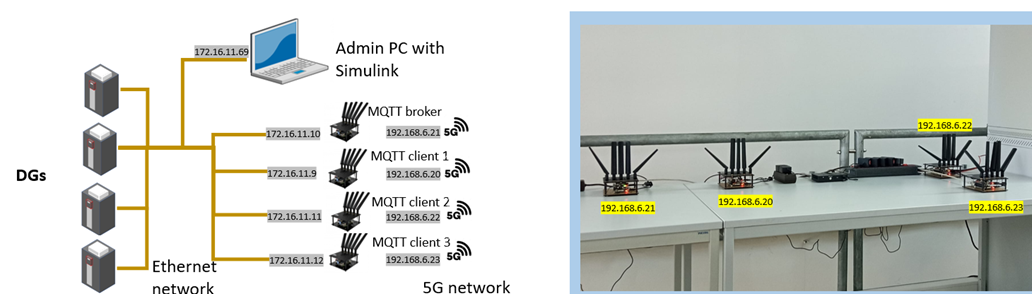 172.16.11.69
Admin PC with
Simulink
DGs
MQTT broker
172.16.11.10
192.168.6.21
5G
MQTT client 1
172.16.11.9
192.168.6.20
5G
MQTT client 2
172.16.11.11
192.168.6.22
5G
MQTT client 3
172.16.11.12
192.168.6.23
5G
Ethernet
network
5G network
192.168.6.22
192.168.6.21
192.168.6.20
192.168.6.23